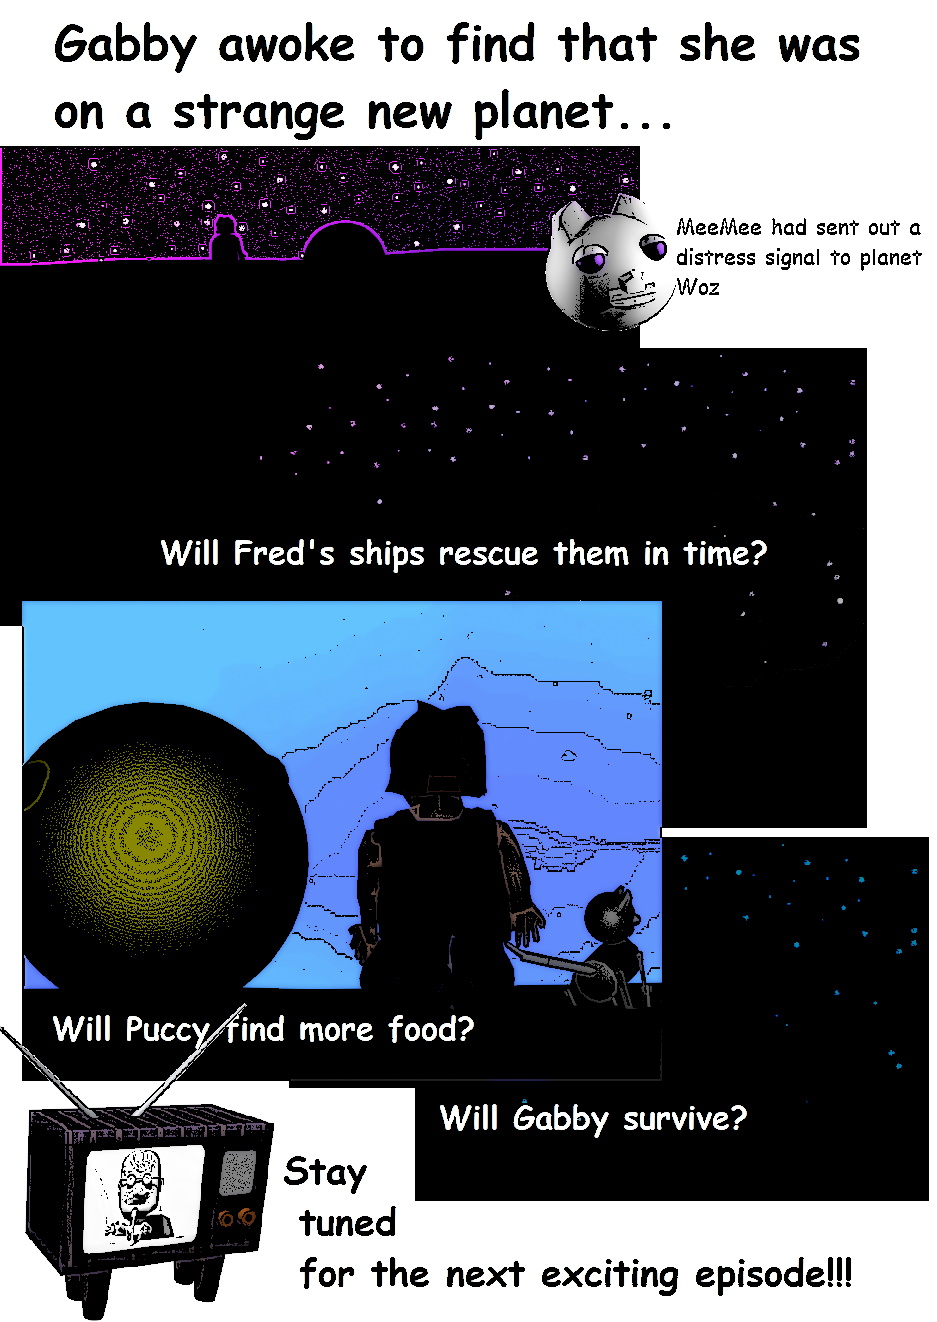 Gabby awoke to find that she was
on a strange new planet...
MeeMee had sent out a
distress signal to planet
Woz
Will Fred's ships rescue them in time?
Will Puccy find more food?
Will Gabby survive?
Stay
tuned
for the next exciting episode!!!